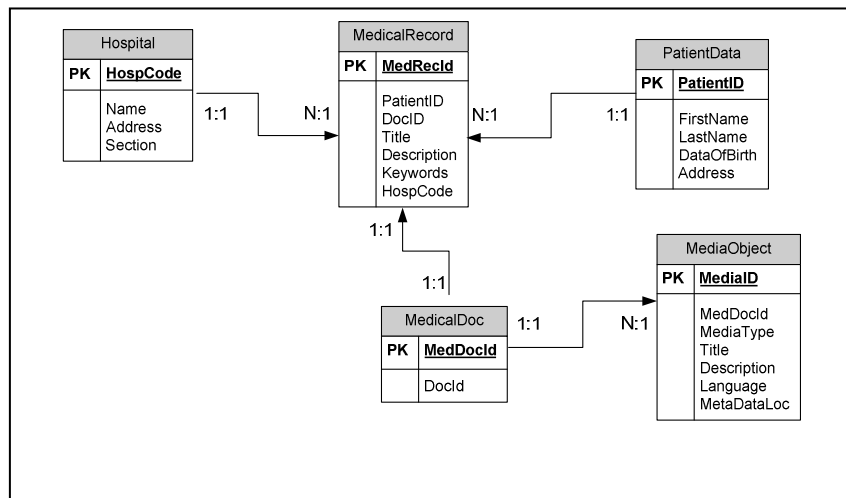 Hospital
PK HospCode
Name
Address
Section
1:1
N:1
MedicalRecord
PK MedRecId
PatientID
DocID
Title
Description
Keywords
HospCode
N:1
1:1
PatientData
PK PatientID
FirstName
LastName
DataOfBirth
Address
1:1
1:1
MedicalDoc
PK MedDocId
DocId
1:1
N:1
MediaObject
PK MediaID
MedDocId
MediaType
Title
Description
Language
MetaDataLoc